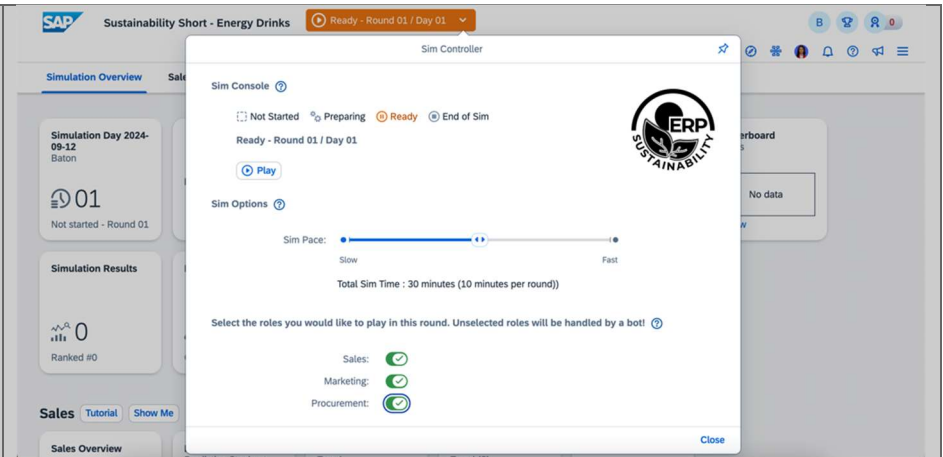 SAP
Sustainability Short - Energy Drinks
Ready - Round 01 / Day 01
B
0
Sim Controller
Simulation Overview
Sale
Sim Console
Not Started Preparing Ready End of Sim
Ready - Round 01 / Day 01
Play
ERP
SUSTAINABILITY
Simulation Day 2024-
09-12
Baton
01
Not started - Round 01
erboard
s
No data
w
Sim Options
Sim Pace:
Slow Fast
Total Sim Time : 30 minutes (10 minutes per round))
Simulation Results
0
Ranked #0
Select the roles you would like to play in this round. Unselected roles will be handled by a bot!
Sales:
Marketing:
Procurement:
Sales Tutorial Show Me
Close
Sales Overview